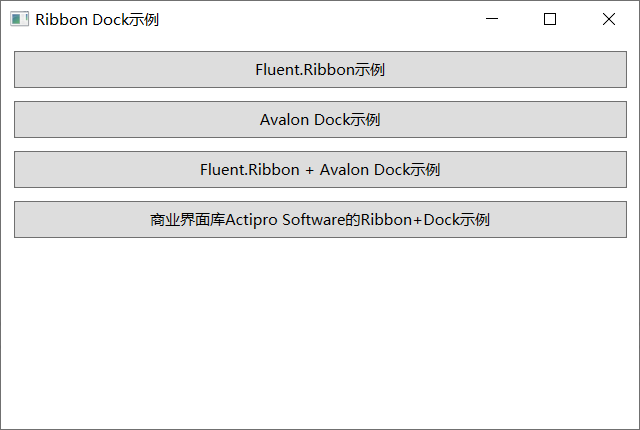 Ribbon Dock示例
Fluent.Ribbon示例
Avalon Dock示例
Fluent.Ribbon + Avalon Dock示例
商业界面库Actipro Software的Ribbon+Dock示例